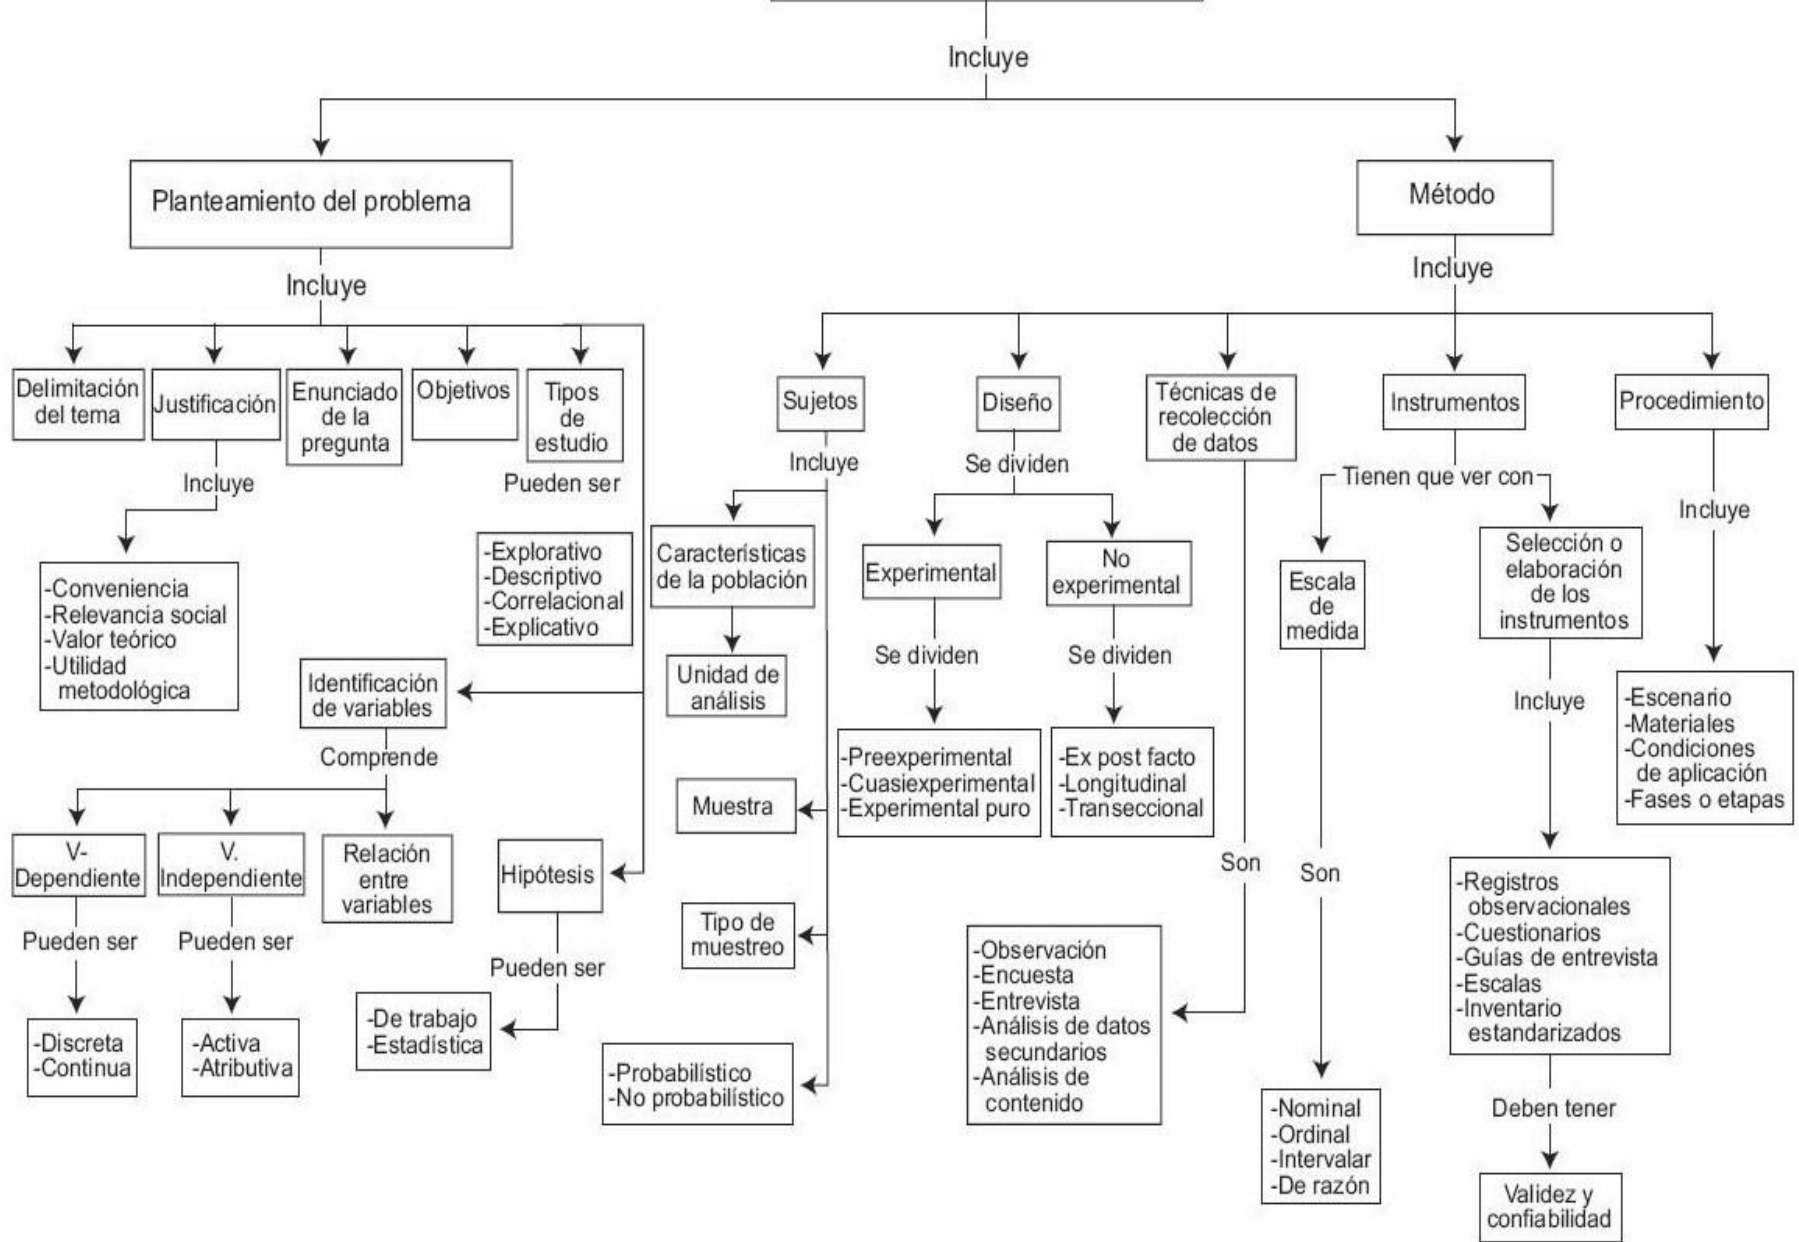 Incluye
Planteamiento del problema
Método
Incluye
Incluye
Delimitación
del tema
Justificación
Enunciado
de la
pregunta
Objetivos
Tipos
de
estudio
Sujetos
Diseño
Técnicas de
recolección
de datos
Instrumentos
Procedimiento
Incluye
Pueden ser
Incluye
Se dividen
Tienen que ver con
Incluye
-Conveniencia
-Relevancia social
-Valor teórico
-Utilidad
metodológica
-Explorativo
-Descriptivo
-Correlacional
-Explicativo
Características
de la población
Experimental
No
experimental
Escala
de
medida
Selección o
elaboración
de los
instrumentos
Identificación
de variables
Unidad de
análisis
Se dividen
Se dividen
Incluye
-Escenario
-Materiales
-Condiciones
de aplicación
-Fases o etapas
Comprende
Muestra
-Preexperimental
-Cuasiexperimental
-Experimental puro
-Ex post facto
-Longitudinal
-Transeccional
V-
Dependiente
V.
Independiente
Relación
entre
variables
Hipótesis
Son
Son
-Registros
observacionales
-Cuestionarios
-Guías de entrevista
-Escalas
-Inventario
estandarizados
Pueden ser
Pueden ser
Pueden ser
Tipo de
muestreo
-Observación
-Encuesta
-Entrevista
-Análisis de datos
secundarios
-Análisis de
contenido
-Discreta
-Continua
-Activa
-Atributiva
-De trabajo
-Estadística
-Probabilístico
-No probabilístico
-Nominal
-Ordinal
-Intervalar
-De razón
Deben tener
Validez y
confiabilidad